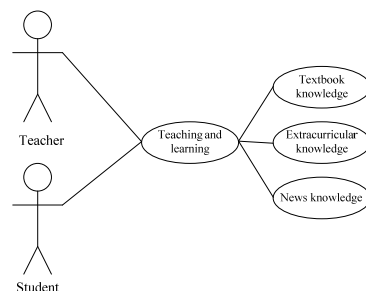 Teacher
Student
Teaching and
learning
Textbook
knowledge
Extracurricular
knowledge
News knowledge